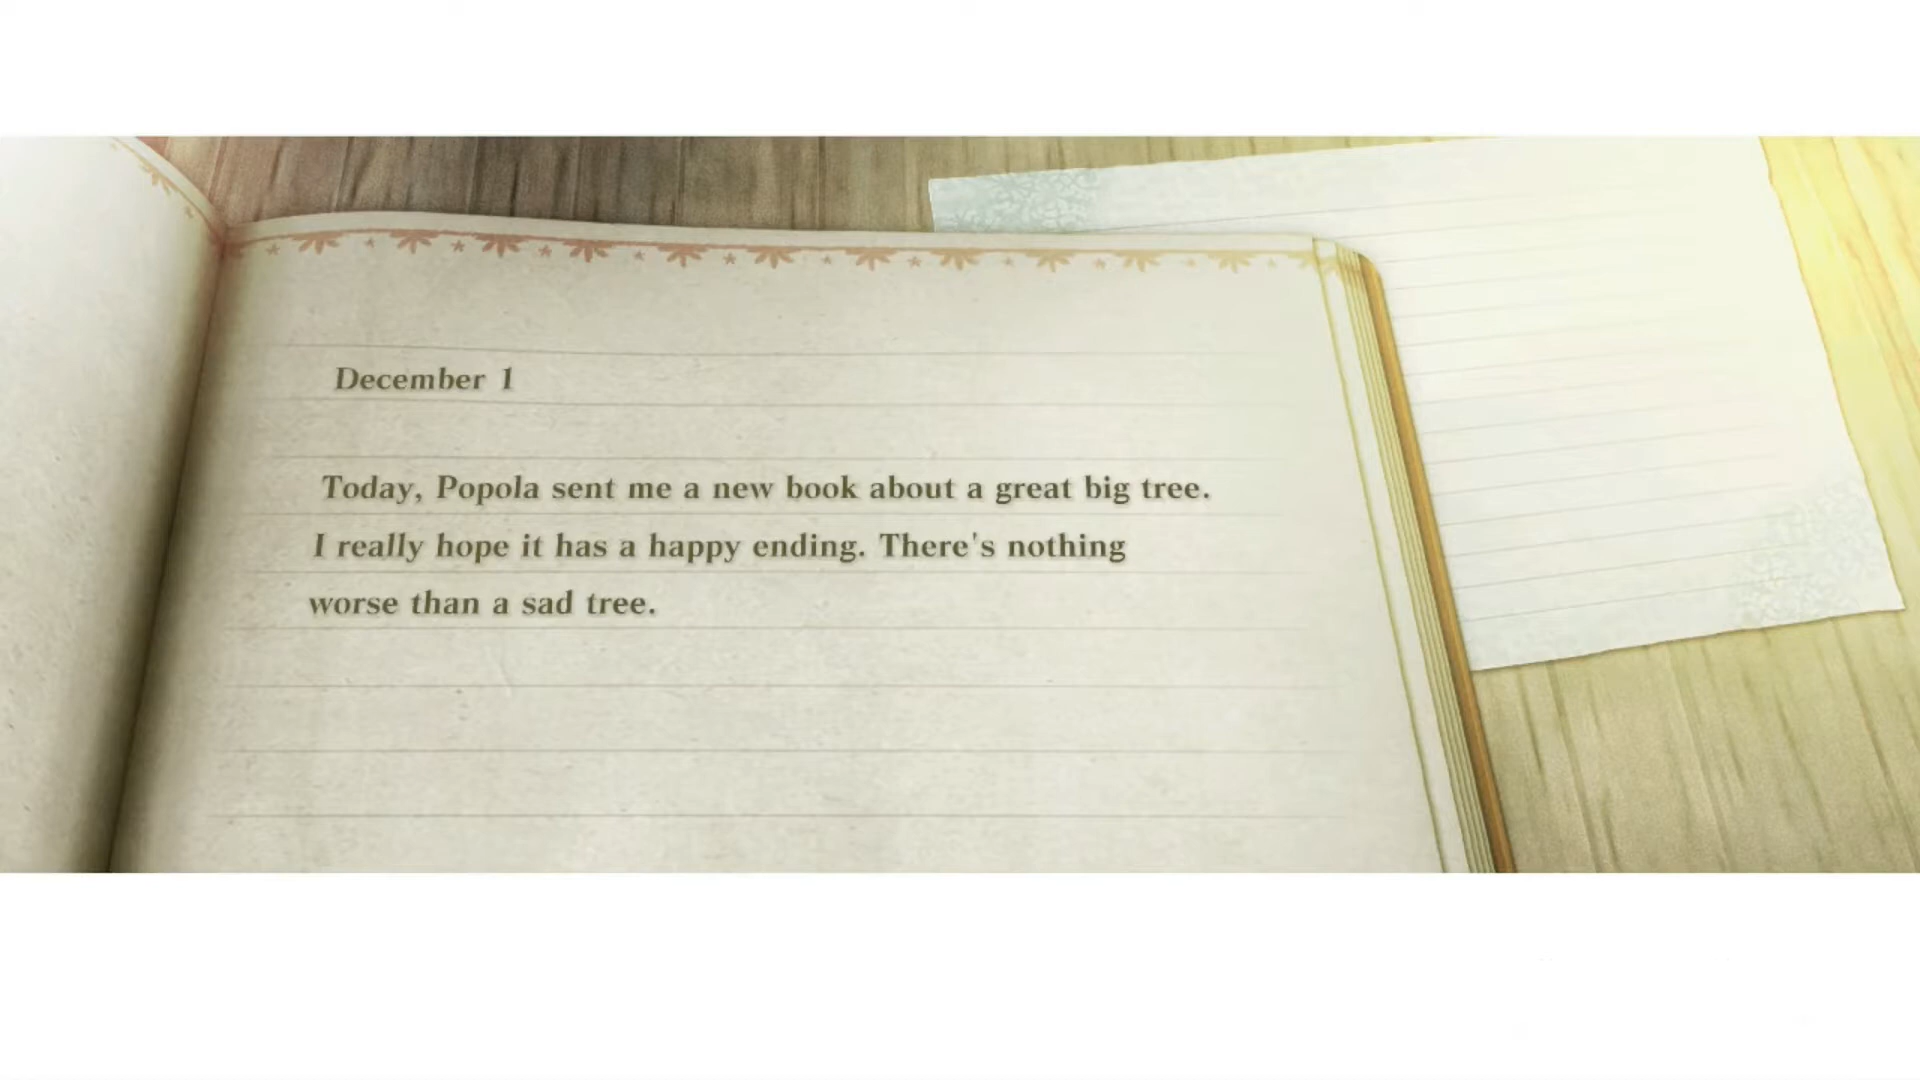 December 1
Today, Popola sent me a new book about a great big tree.
I really hope it has a happy ending. There's nothing
worse than a sad tree.